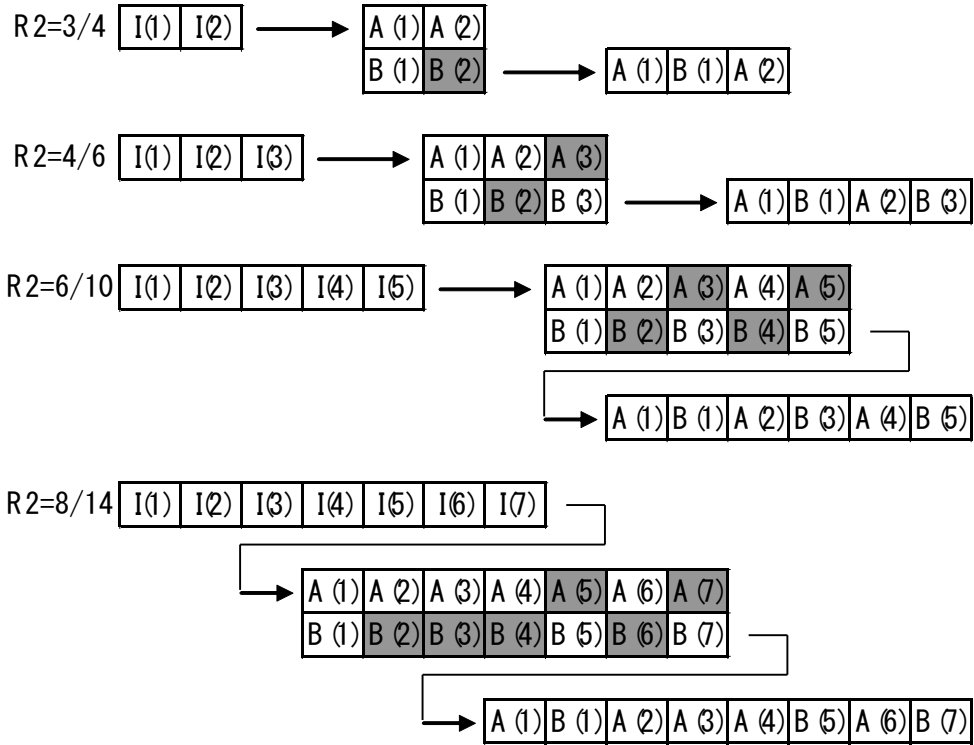 R2=3/4 I(1) I(2) A(1) A(2)
B(1) B(2) A(1) B(1) A(2)
R2=4/6 I(1) I(2) I(3) A(1) A(2) A(3)
B(1) B(2) B(3) A(1) B(1) A(2) B(3)
R2=6/10 I(1) I(2) I(3) I(4) I(5) A(1) A(2) A(3) A(4) A(5)
B(1) B(2) B(3) B(4) B(5)
A(1) B(1) A(2) B(3) A(4) B(5)
R2=8/14 I(1) I(2) I(3) I(4) I(5) I(6) I(7)
A(1) A(2) A(3) A(4) A(5) A(6) A(7)
B(1) B(2) B(3) B(4) B(5) B(6) B(7)
A(1) B(1) A(2) A(3) A(4) B(5) A(6) B(7)